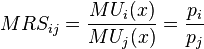 MRS_{ij} = \frac{MU_i(x)}{MU_j(x)} = \frac{p_i}{p_j}